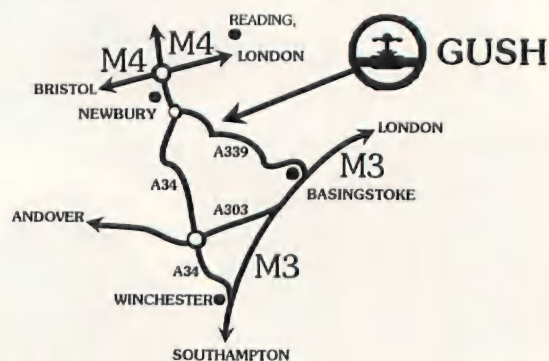 READING,
M4
M4
GUSH
LONDON
BRISTOL
NEWBURY
LONDON
A339
M3
A34
BASINGSTOKE
ANDOVER
A303
A34
M3
WINCHESTER
SOUTHAMPTON